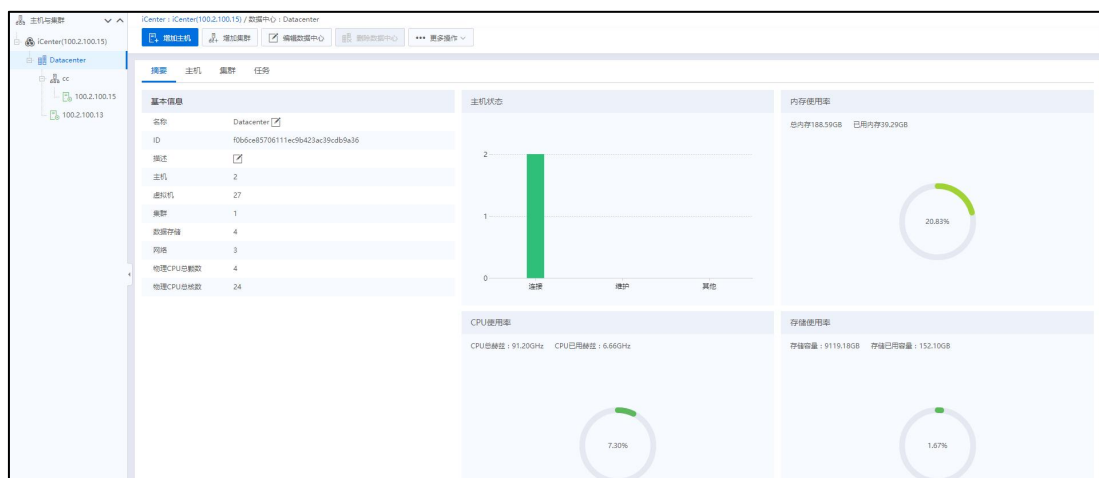 主机与集群
iCenter(100.2.100.15)
Datacenter
cc
100.2.100.15
100.2.100.13
iCenter : iCenter(100.2.100.15) / 数据中心 : Datacenter
增加主机 增加集群 编辑数据中心 删除数据中心 ••• 更多操作
摘要 主机 集群 任务
基本信息
名称 Datacenter
ID f0b6ce85706111ec9b423ac39cdb9a36
描述
主机 2
虚拟机 27
集群 1
数据存储 4
网络 3
物理CPU总颗数 4
物理CPU总核数 24
主机状态
2
1
0
连接 维护 其他
内存使用率
总内存188.59GB 已用内存39.29GB
20.83%
CPU使用率
CPU总赫兹：91.20GHz CPU已用赫兹：6.66GHz
7.30%
存储使用率
存储容量：9119.18GB 存储已用容量：152.10GB
1.67%